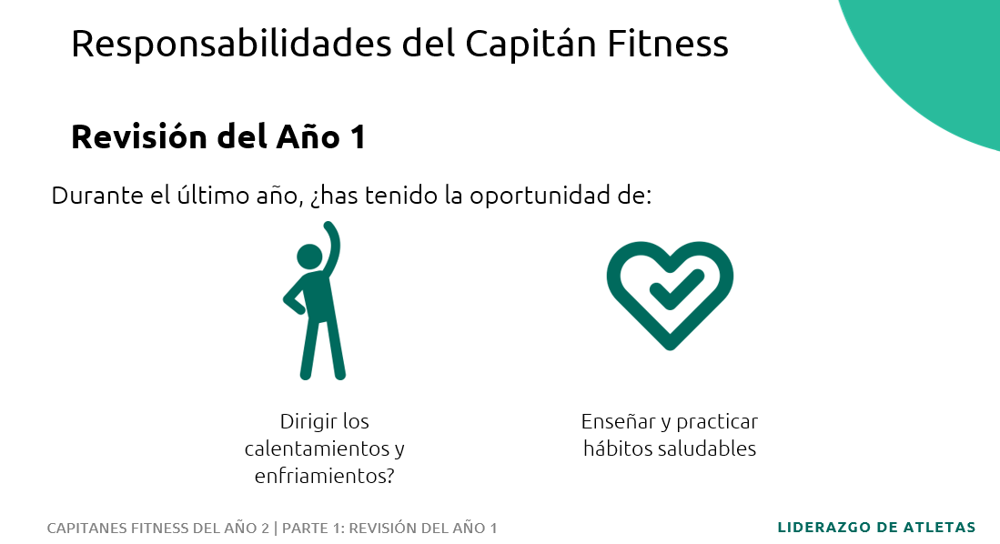 Responsabilidades del Capitán Fitness
Revisión del Año 1
Durante el último año, ¿has tenido la oportunidad de:
Dirigir los
calentamientos y
enfriamientos?
Enseñar y practicar
hábitos saludables
CAPITANES FITNESS DEL AÑO 2 | PARTE 1: REVISIÓN DEL AÑO 1
LIDERAZGO DE ATLETAS